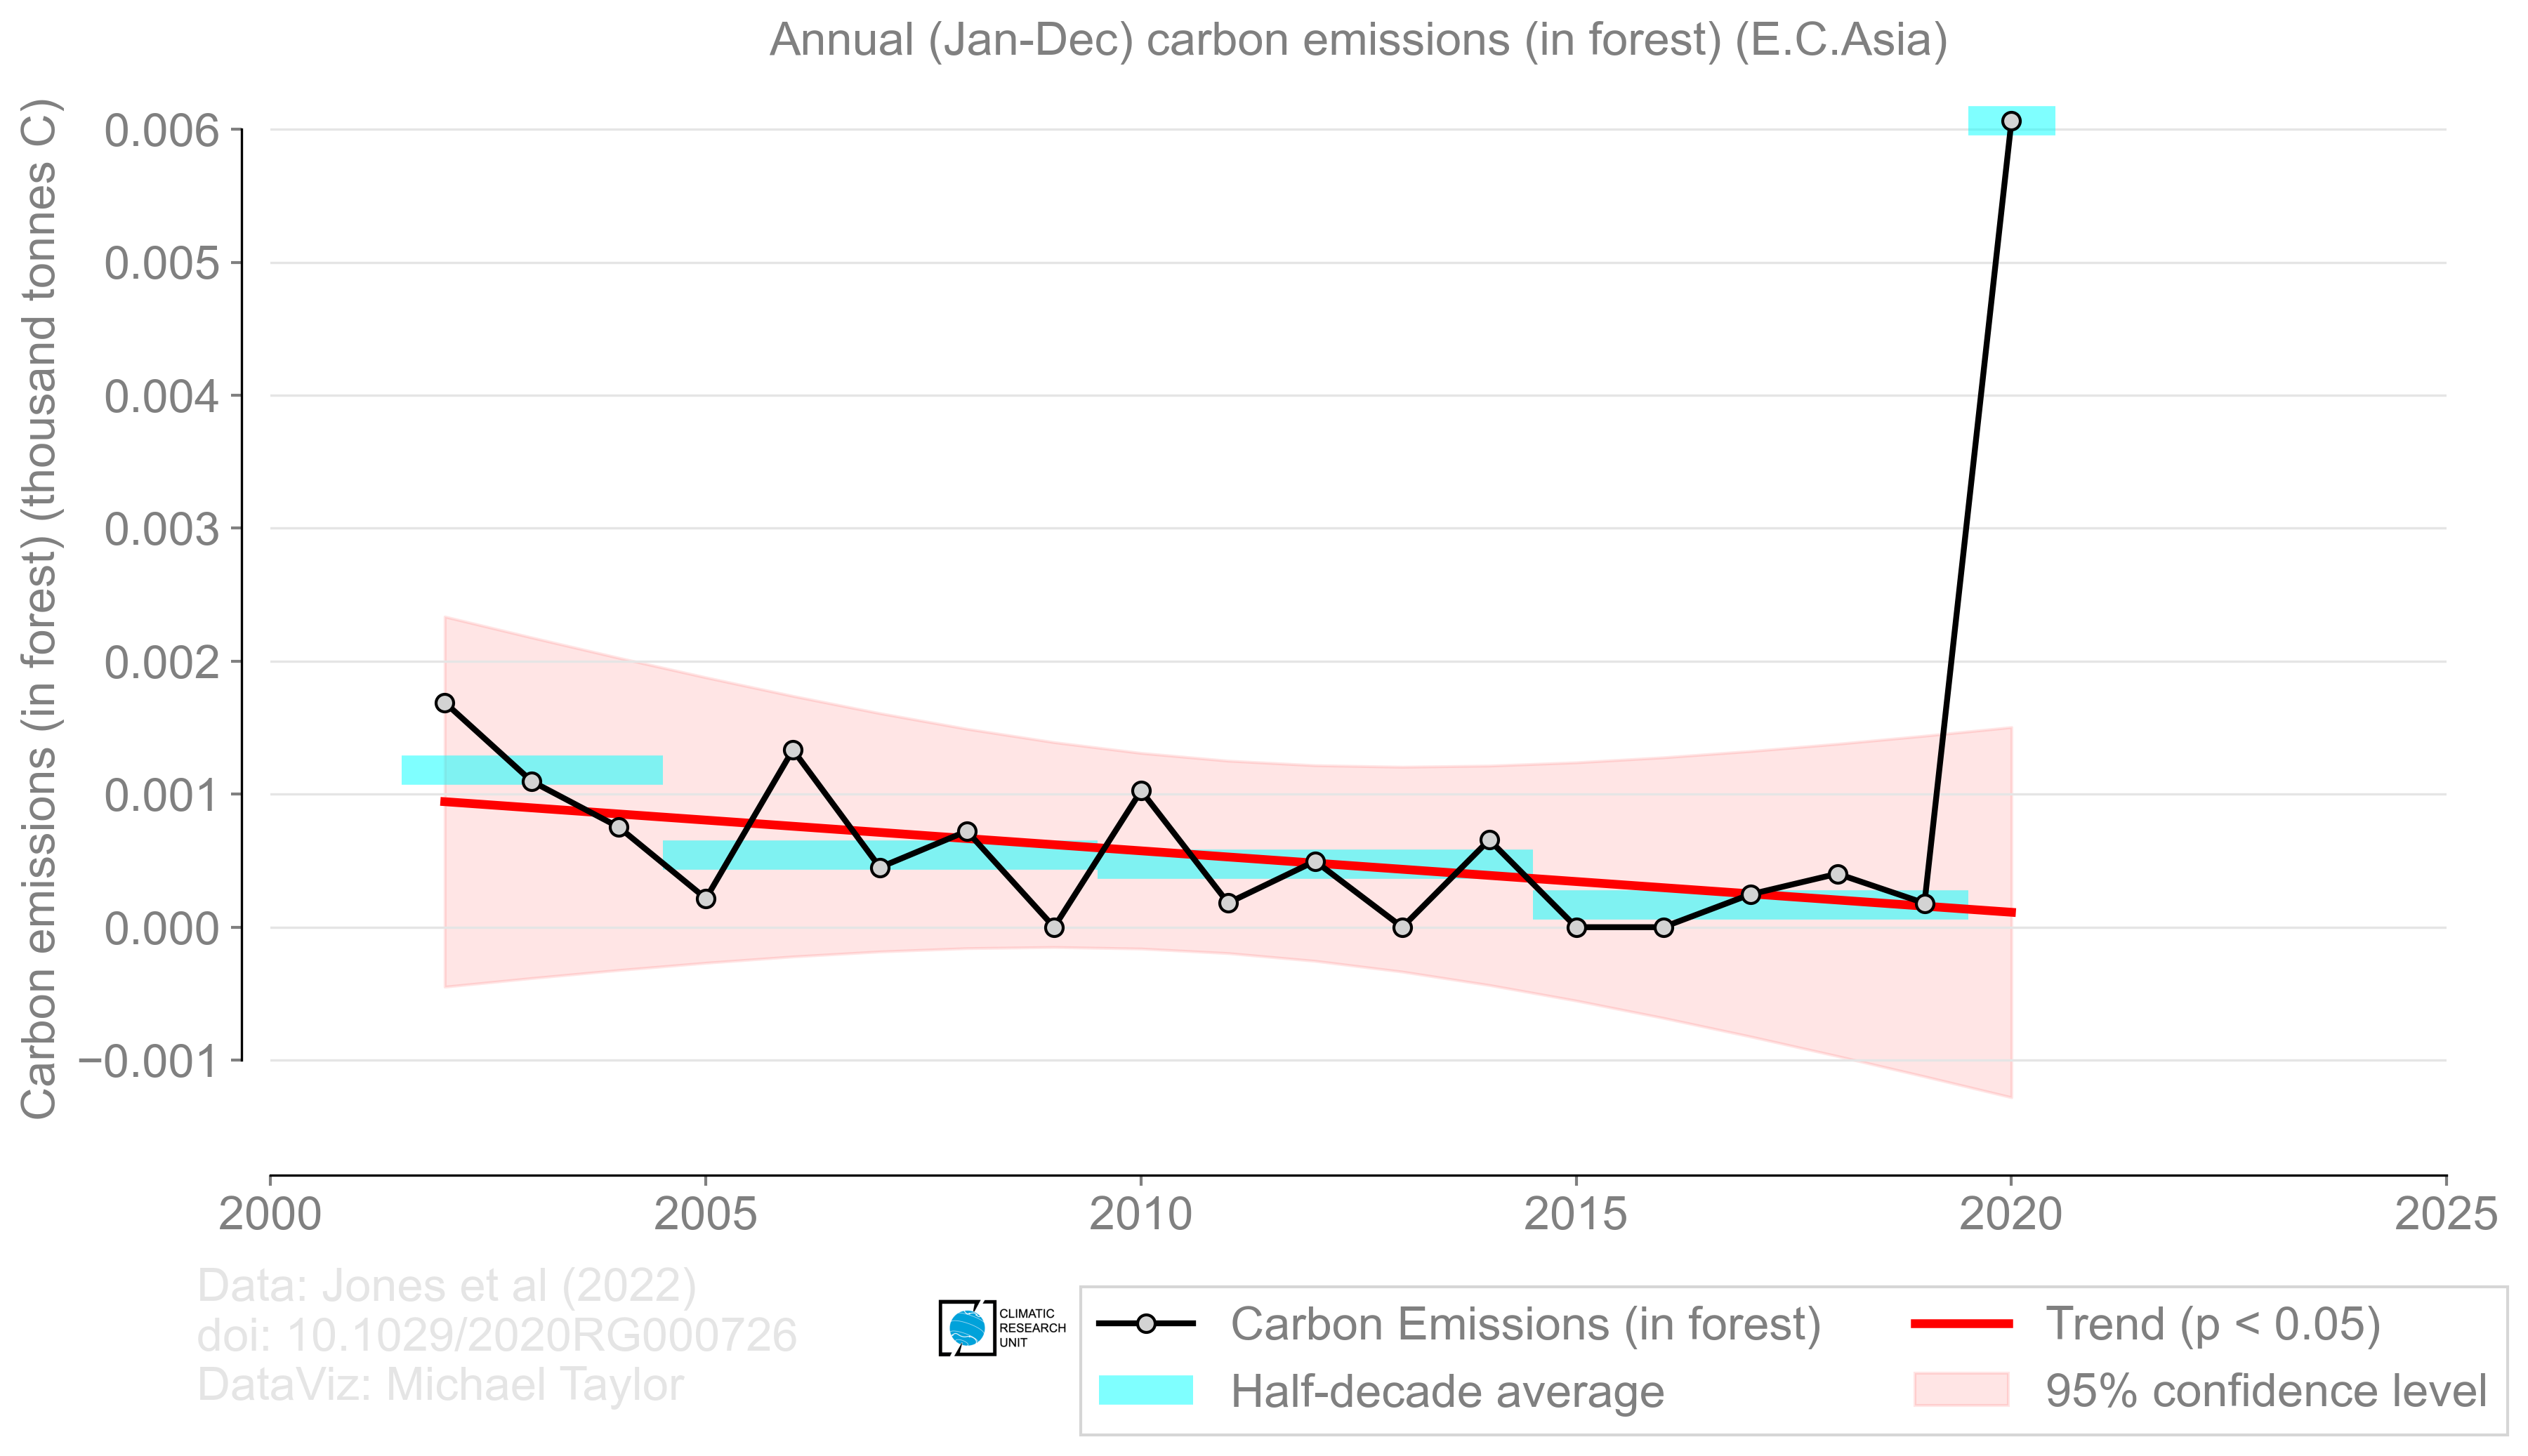 Annual (Jan-Dec) carbon emissions (in forest) (E.C.Asia)
Carbon emissions (in forest) (thousand tonnes C)
0.006
0.005
0.004
0.003
0.002
0.001
0.000
−0.001
2000
2005
2010
2015
2020
2025
Data: Jones et al (2022)
doi: 10.1029/2020RG000726
DataViz: Michael Taylor
CLIMATIC
RESEARCH
UNIT
Carbon Emissions (in forest)
Half-decade average
Trend (p < 0.05)
95% confidence level